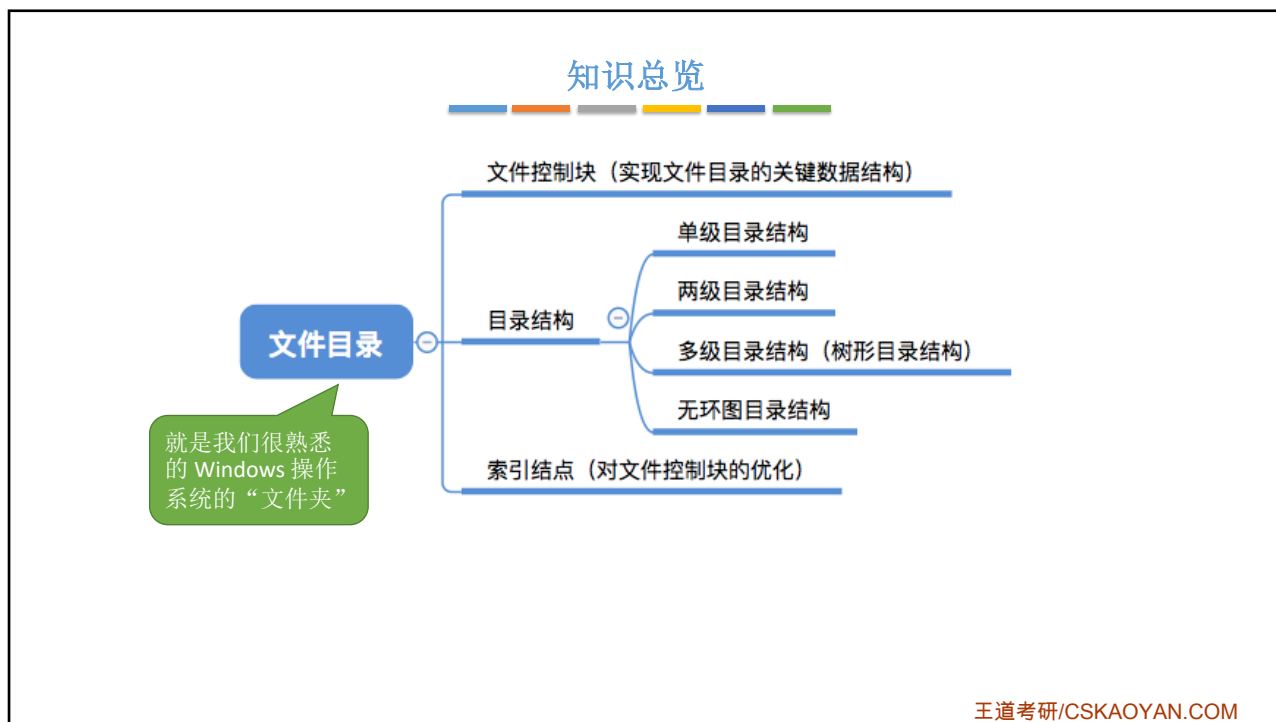 知识总览
文件控制块（实现文件目录的关键数据结构）
单级目录结构
两级目录结构
目录结构
文件目录
多级目录结构（树形目录结构）
无环图目录结构
就是我们很熟悉
的 Windows 操作
系统的“文件夹”
索引结点（对文件控制块的优化）
王道考研/CSKAOYAN.COM